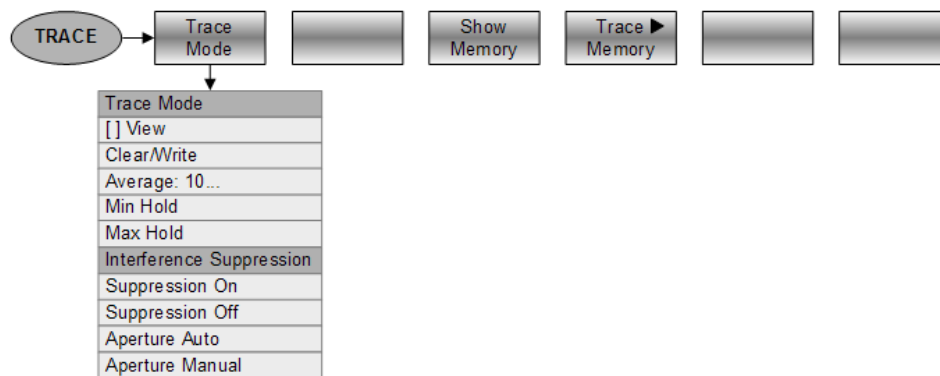 TRACE
Trace
Mode
Show
Memory
Trace ▶
Memory
Trace Mode
[ ] View
Clear/Write
Average: 10...
Min Hold
Max Hold
Interference Suppression
Suppression On
Suppression Off
Aperture Auto
Aperture Manual